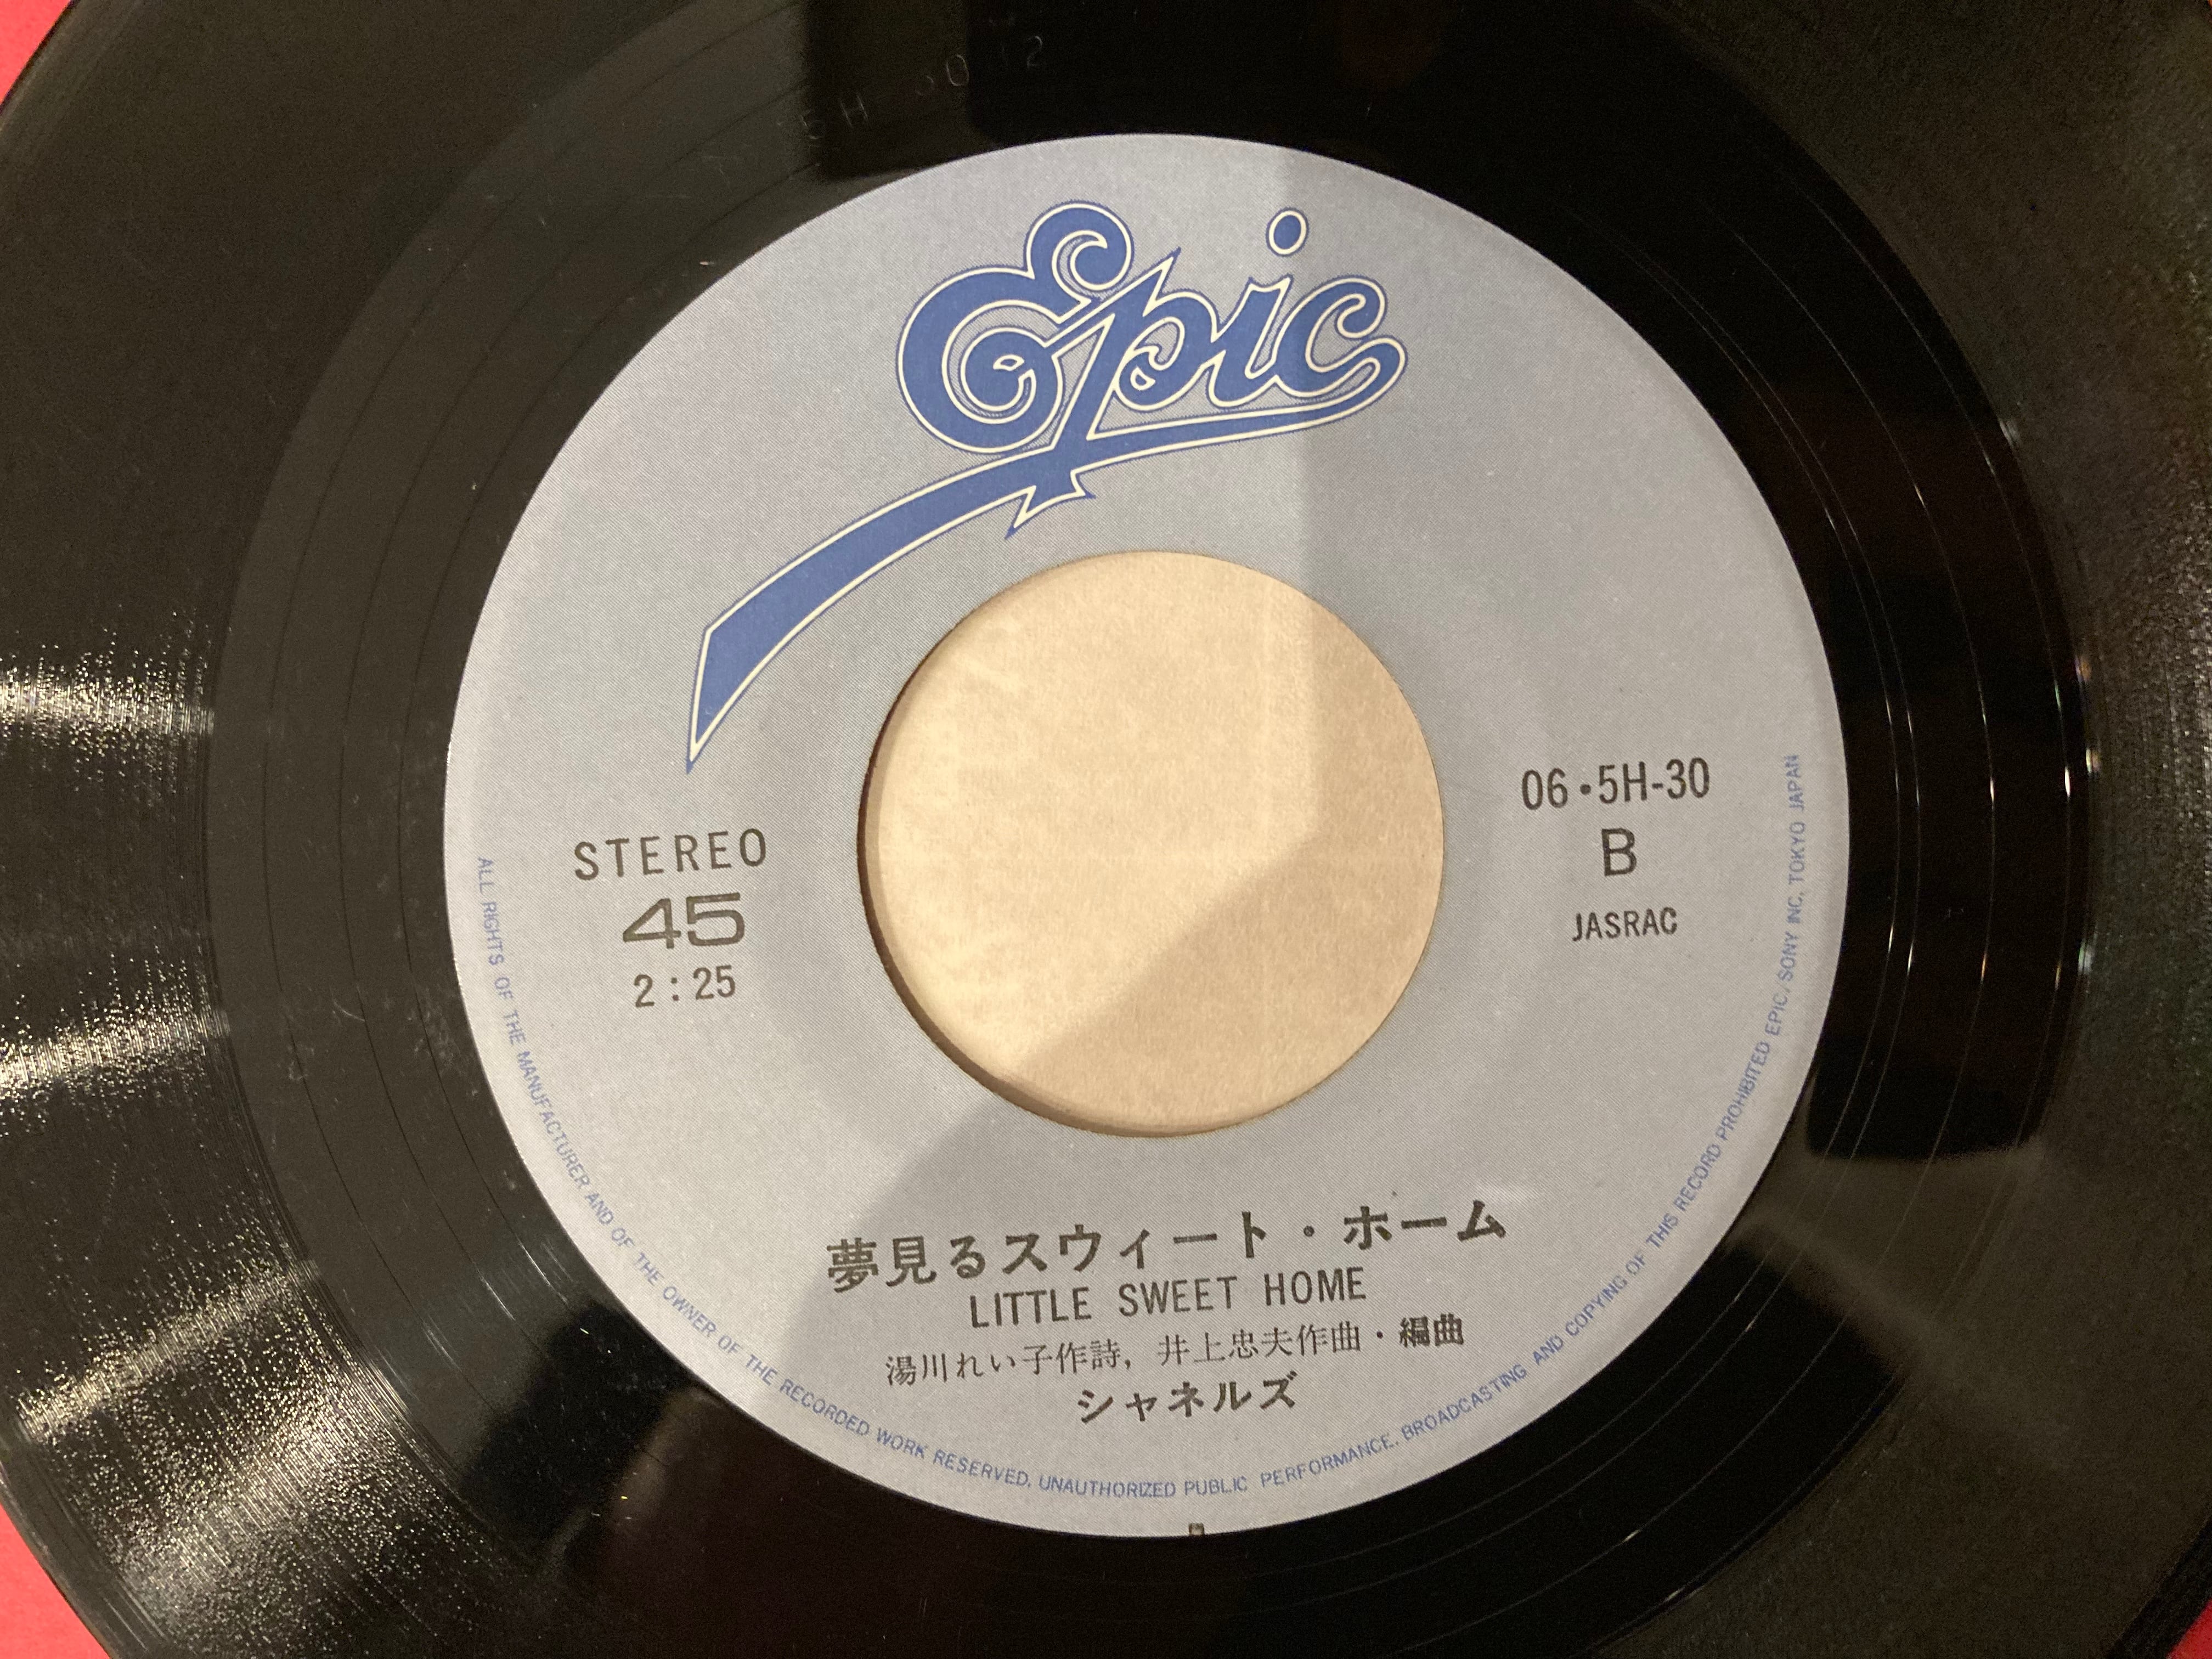 Epic
STEREO
45
2:25
06・5H-30
B
JASRAC
夢見るスウィート・ホーム
LITTLE SWEET HOME
湯川れい子作詩, 井上忠夫作曲・編曲
シャネルズ
ALL RIGHTS OF THE MANUFACTURER AND OF THE OWNER OF THE RECORDED WORK RESERVED. UNAUTHORIZED PUBLIC PERFORMANCE. BROADCASTING AND COPYING OF THIS RECORD PROHIBITED EPIC/SONY INC. TOKYO JAPAN